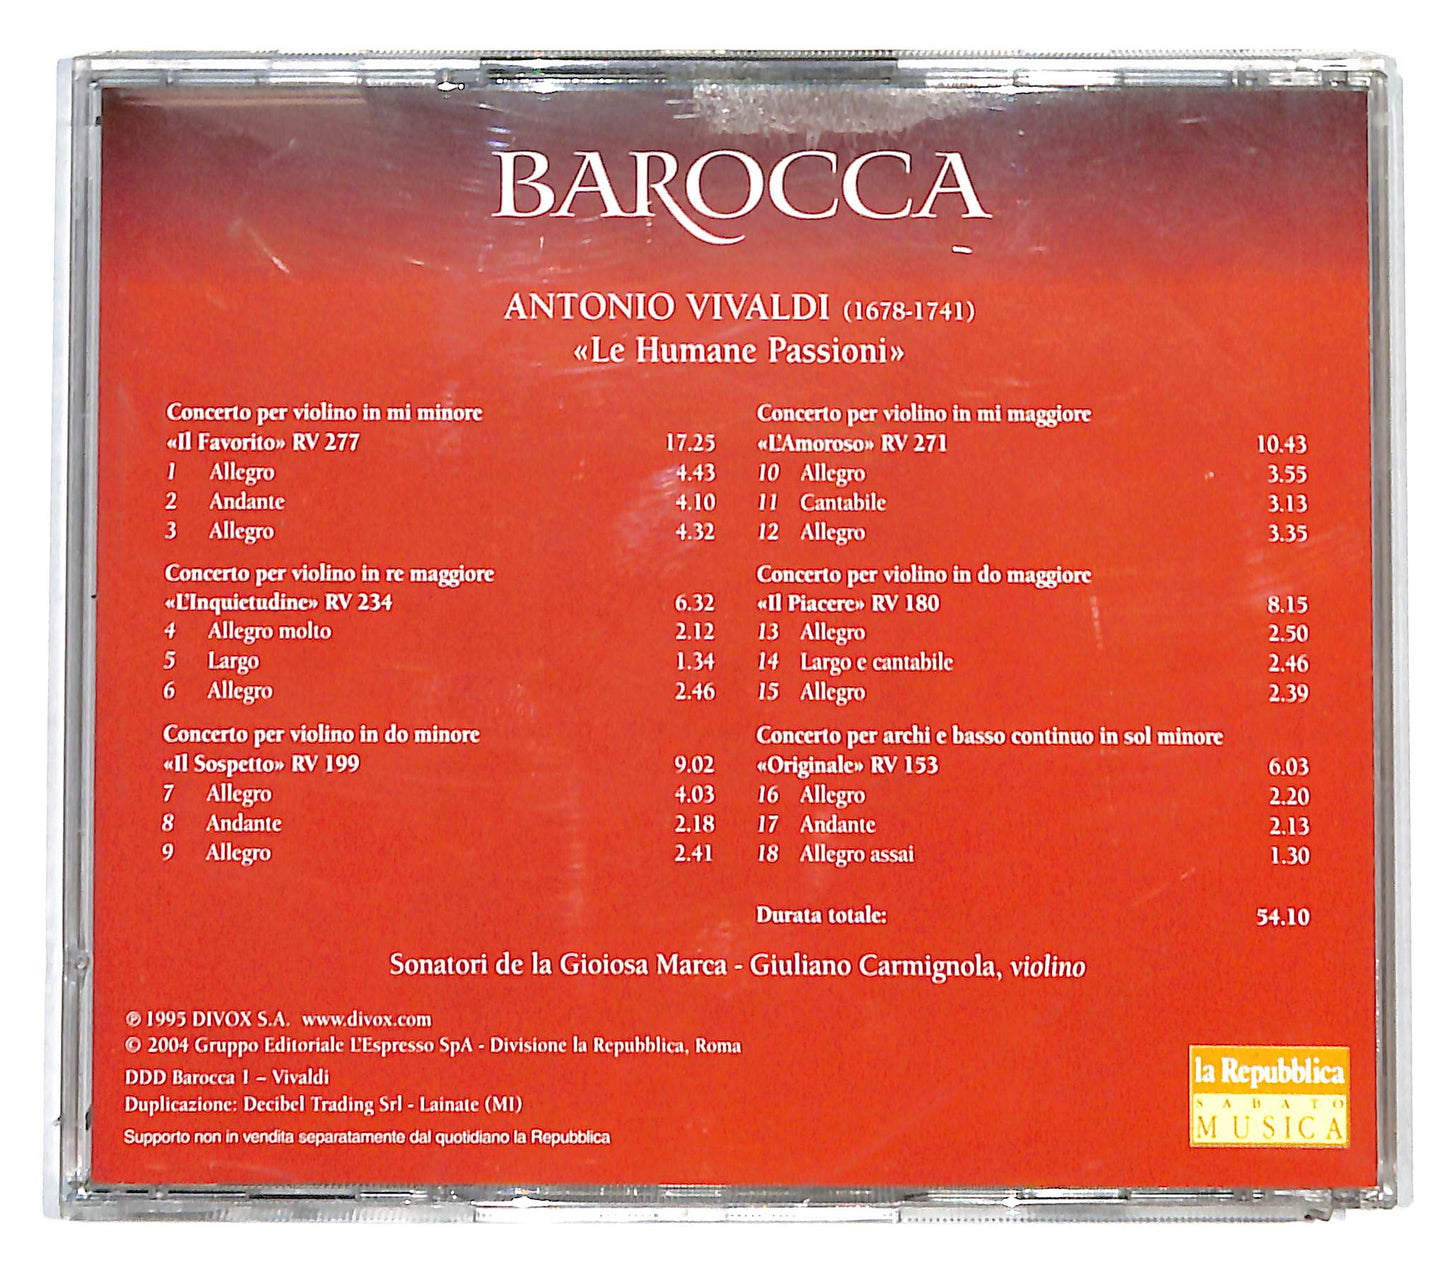 BAROCCA
ANTONIO VIVALDI (1678-1741)
«Le Humane Passioni»
Concerto per violino in mi minore
«Il Favorito» RV 277 17.25
1 Allegro 4.43
2 Andante 4.10
3 Allegro 4.32
Concerto per violino in re maggiore
«L'Inquietudine» RV 234 6.32
4 Allegro molto 2.12
5 Largo 1.34
6 Allegro 2.46
Concerto per violino in do minore
«Il Sospetto» RV 199 9.02
7 Allegro 4.03
8 Andante 2.18
9 Allegro 2.41
Concerto per violino in mi maggiore
«L'Amoroso» RV 271 10.43
10 Allegro 3.55
11 Cantabile 3.13
12 Allegro 3.35
Concerto per violino in do maggiore
«Il Piacere» RV 180 8.15
13 Allegro 2.50
14 Largo e cantabile 2.46
15 Allegro 2.39
Concerto per archi e basso continuo in sol minore
«Originale» RV 153 6.03
16 Allegro 2.20
17 Andante 2.13
18 Allegro assai 1.30
Durata totale: 54.10
Sonatori de la Gioiosa Marca - Giuliano Carmignola, violino
℗ 1995 DIVOX S.A. www.divox.com
© 2004 Gruppo Editoriale L'Espresso SpA - Divisione la Repubblica, Roma
DDD Barocca 1 – Vivaldi
Duplicazione: Decibel Trading Srl - Lainate (MI)
Supporto non in vendita separatamente dal quotidiano la Repubblica
la Repubblica
SABATO
MUSICA